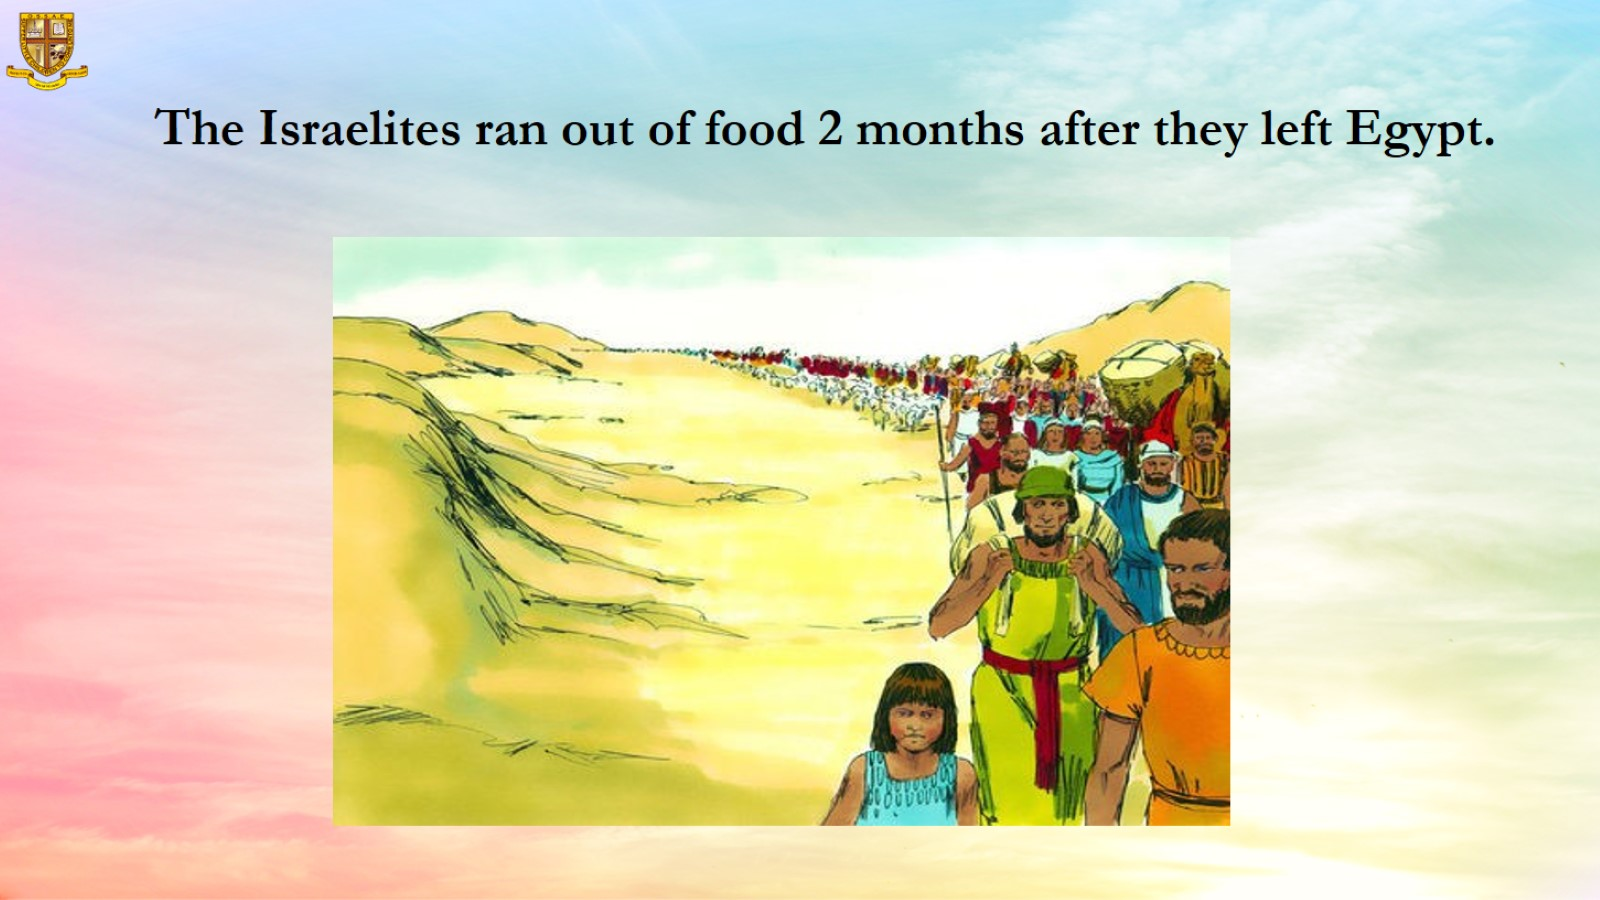 The Israelites ran out of food 2 months after they left Egypt.